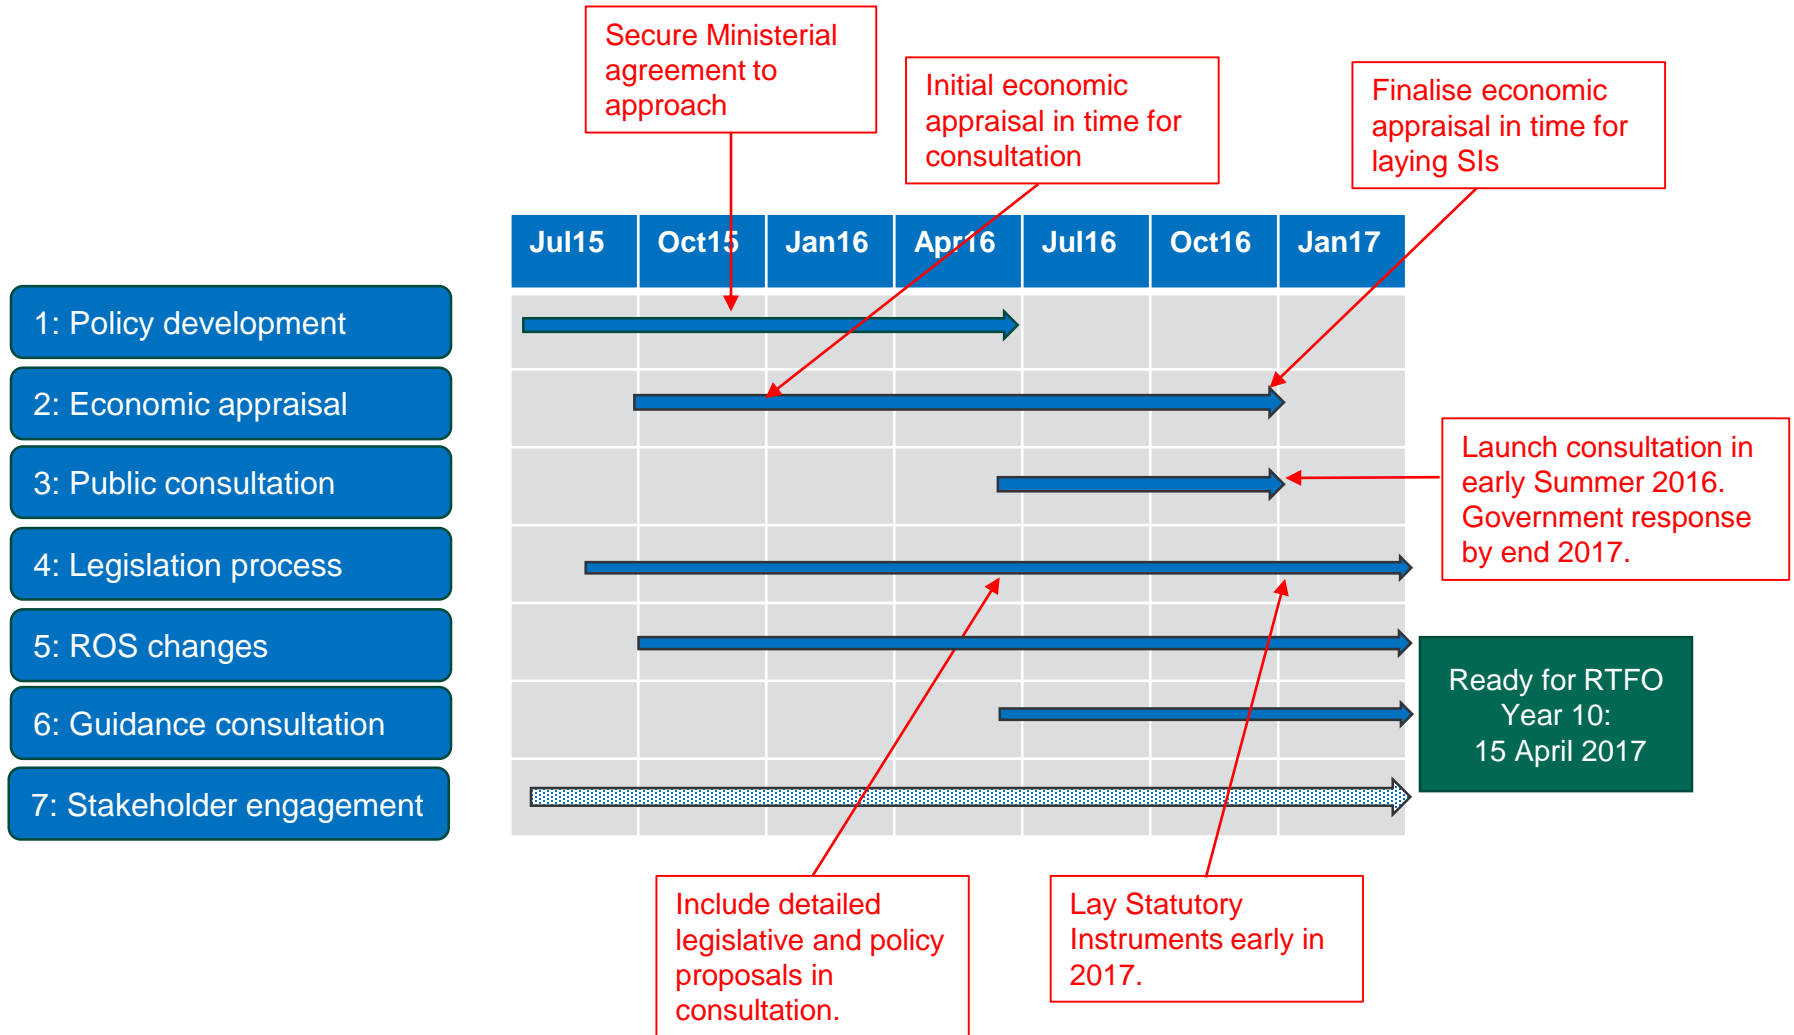 Secure Ministerial
agreement to
approach
Initial economic
appraisal in time for
consultation
Finalise economic
appraisal in time for
laying SIs
Jul15 Oct15 Jan16 Apr16 Jul16 Oct16 Jan17
1: Policy development
2: Economic appraisal
3: Public consultation
4: Legislation process
5: ROS changes
6: Guidance consultation
7: Stakeholder engagement
Launch consultation in
early Summer 2016.
Government response
by end 2017.
Ready for RTFO
Year 10:
15 April 2017
Include detailed
legislative and policy
proposals in
consultation.
Lay Statutory
Instruments early in
2017.